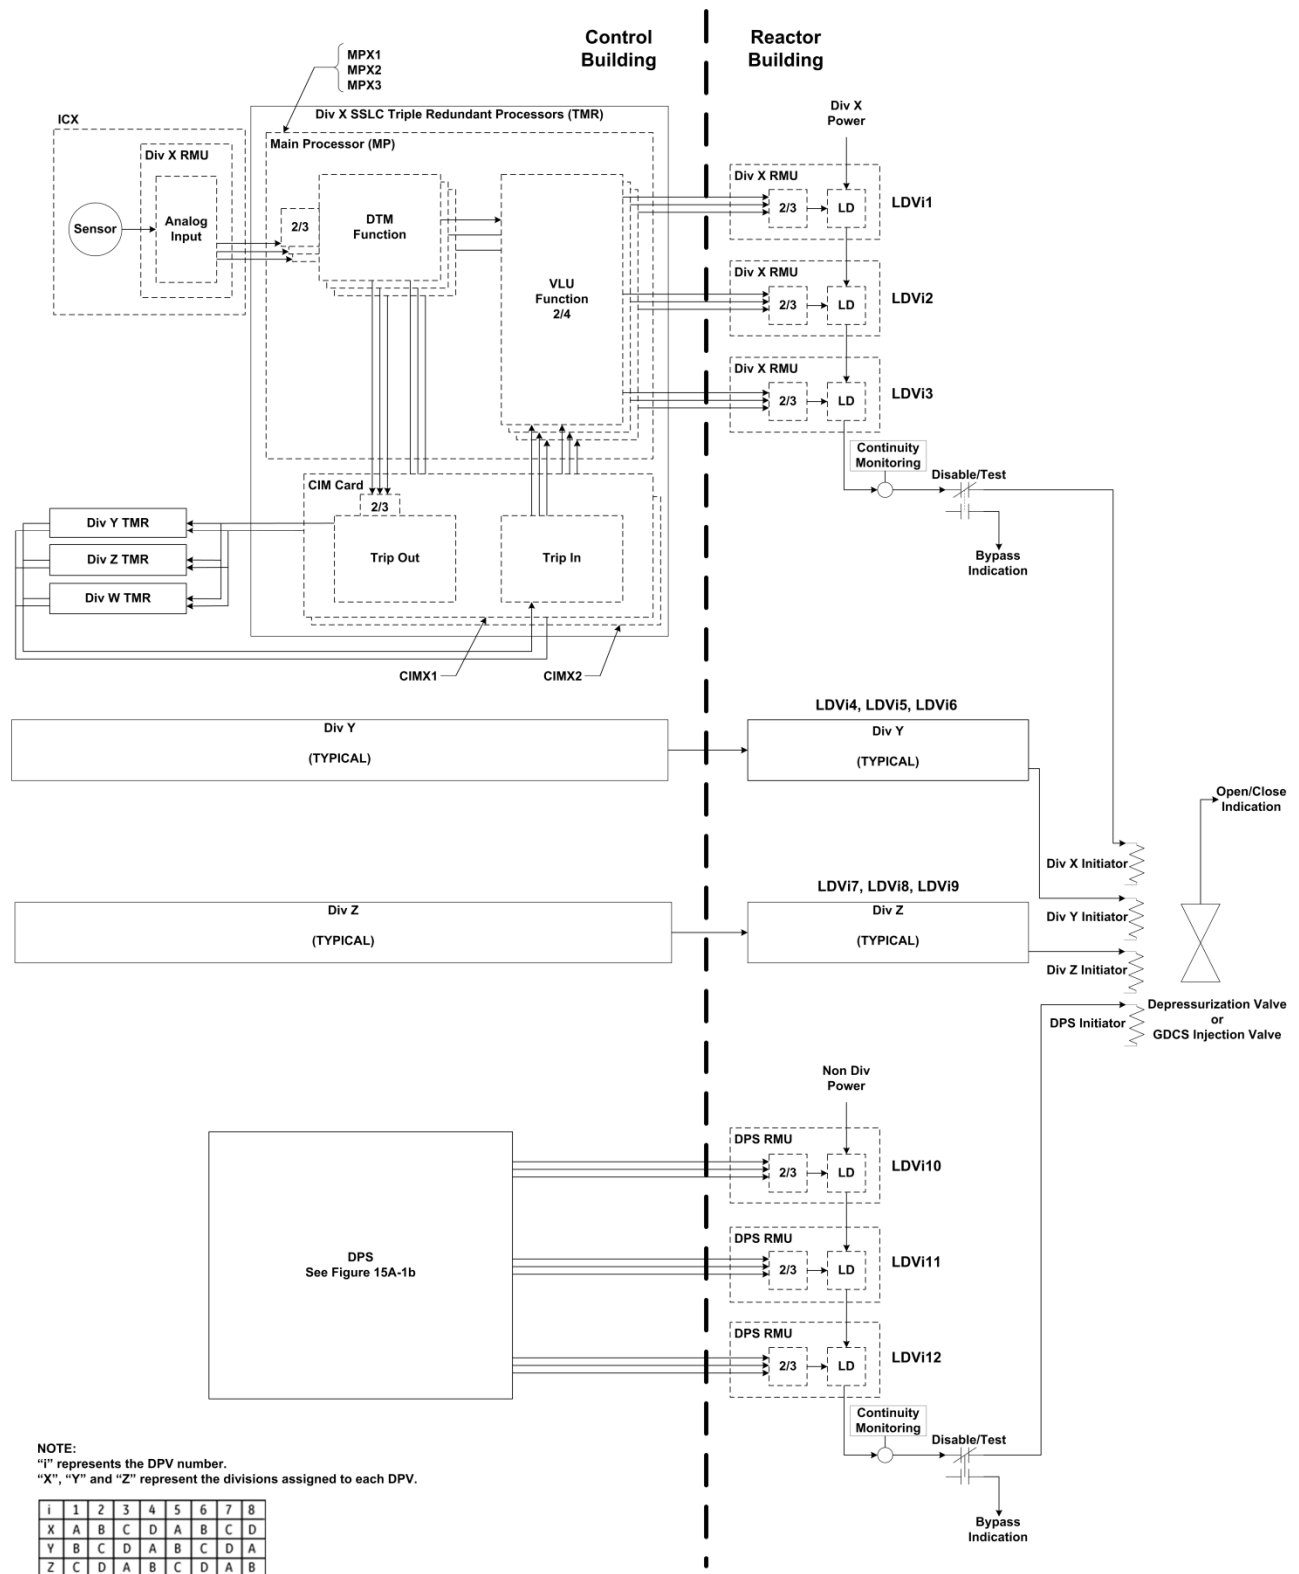 Control
Building
Reactor
Building
MPX1
MPX2
MPX3
ICX
Div X SSLC Triple Redundant Processors (TMR)
Main Processor (MP)
Div X RMU
Sensor
Analog
Input
2/3
DTM
Function
VLU
Function
2/4
Div X
Power
Div X RMU
2/3
LD
LDVi1
Div X RMU
2/3
LD
LDVi2
Div X RMU
2/3
LD
LDVi3
Continuity
Monitoring
Disable/Test
Bypass
Indication
CIM Card
2/3
Trip Out
Trip In
Div Y TMR
Div Z TMR
Div W TMR
CIMX1
CIMX2
Div Y
(TYPICAL)
LDVi4, LDVi5, LDVi6
Div Y
(TYPICAL)
Open/Close
Indication
Div X Initiator
Div Z
(TYPICAL)
LDVi7, LDVi8, LDVi9
Div Z
(TYPICAL)
Div Y Initiator
Div Z Initiator
DPS Initiator
Depressurization Valve
or
GDCS Injection Valve
Non Div
Power
DPS
See Figure 15A-1b
DPS RMU
2/3
LD
LDVi10
DPS RMU
2/3
LD
LDVi11
DPS RMU
2/3
LD
LDVi12
Continuity
Monitoring
Disable/Test
Bypass
Indication
NOTE:
“i” represents the DPV number.
“X”, “Y” and “Z” represent the divisions assigned to each DPV.
i 1 2 3 4 5 6 7 8
X A B C D A B C D
Y B C D A B C D A
Z C D A B C D A B